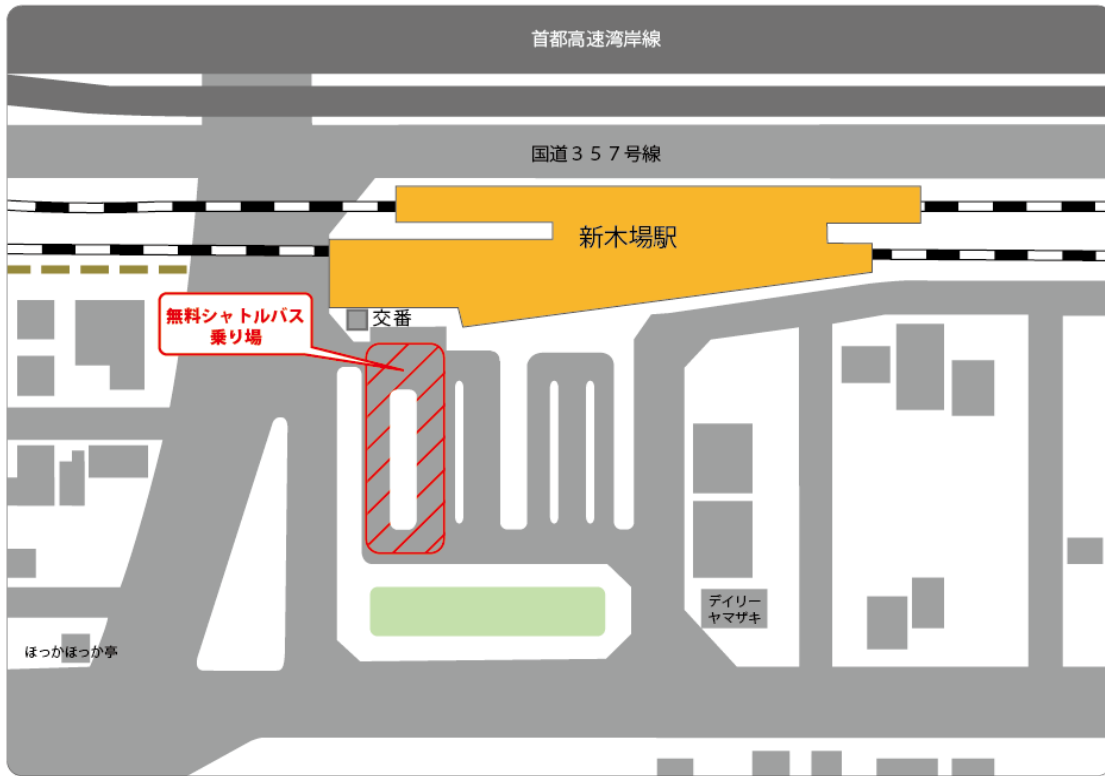 首都高速湾岸線
国道３５７号線
新木場駅
無料シャトルバス
乗り場
交番
デイリー
ヤマザキ
ほっかほっか亭